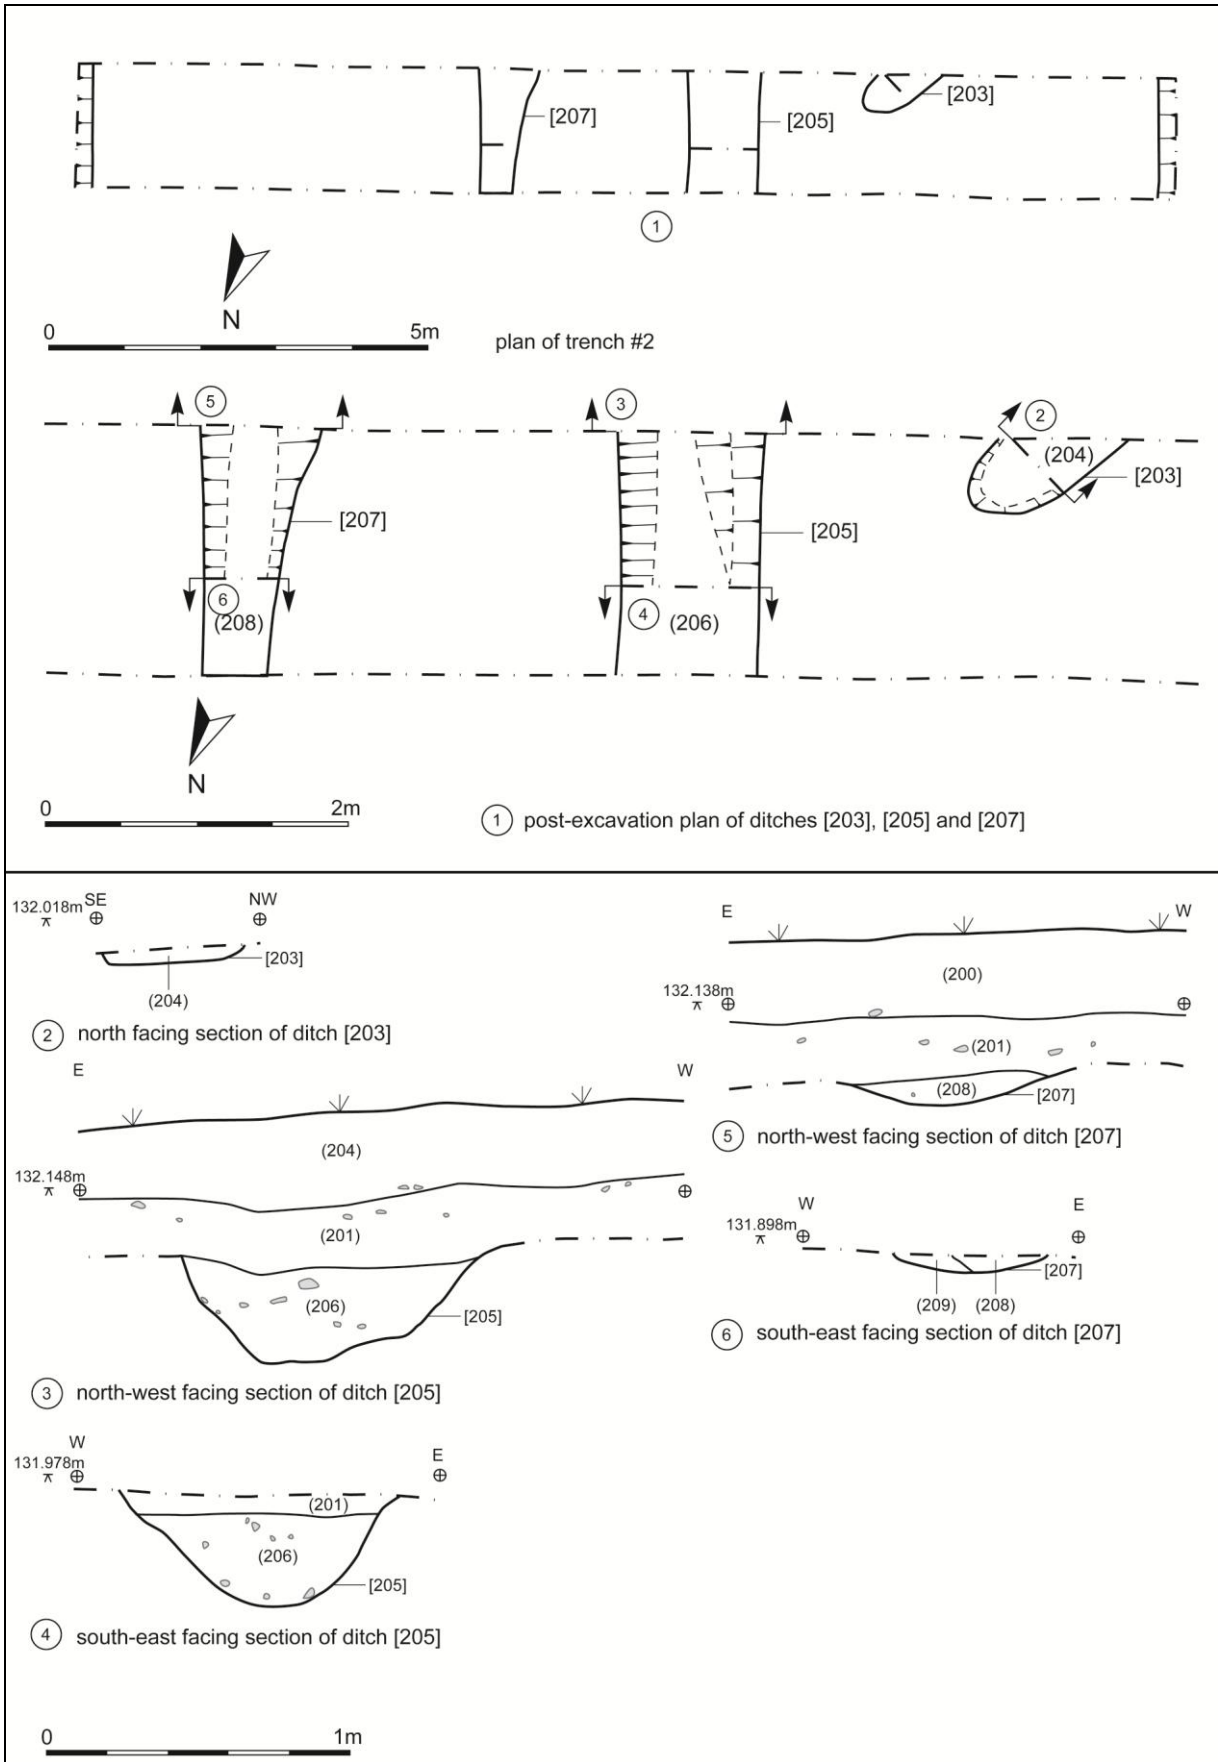 [207]
[205]
[203]
1
N
0 5m
plan of trench #2
5
3
2
(204)
[203]
[207]
[205]
6
(208)
4
(206)
N
0 2m
1 post-excavation plan of ditches [203], [205] and [207]
SE NW
132.018m
[203]
(204)
2 north facing section of ditch [203]
E W
(204)
132.148m
(201)
(206)
[205]
3 north-west facing section of ditch [205]
W E
131.978m
(201)
(206)
[205]
4 south-east facing section of ditch [205]
0 1m
E W
(200)
132.138m
(201)
(208)
[207]
5 north-west facing section of ditch [207]
W E
131.898m
[207]
(209) (208)
6 south-east facing section of ditch [207]